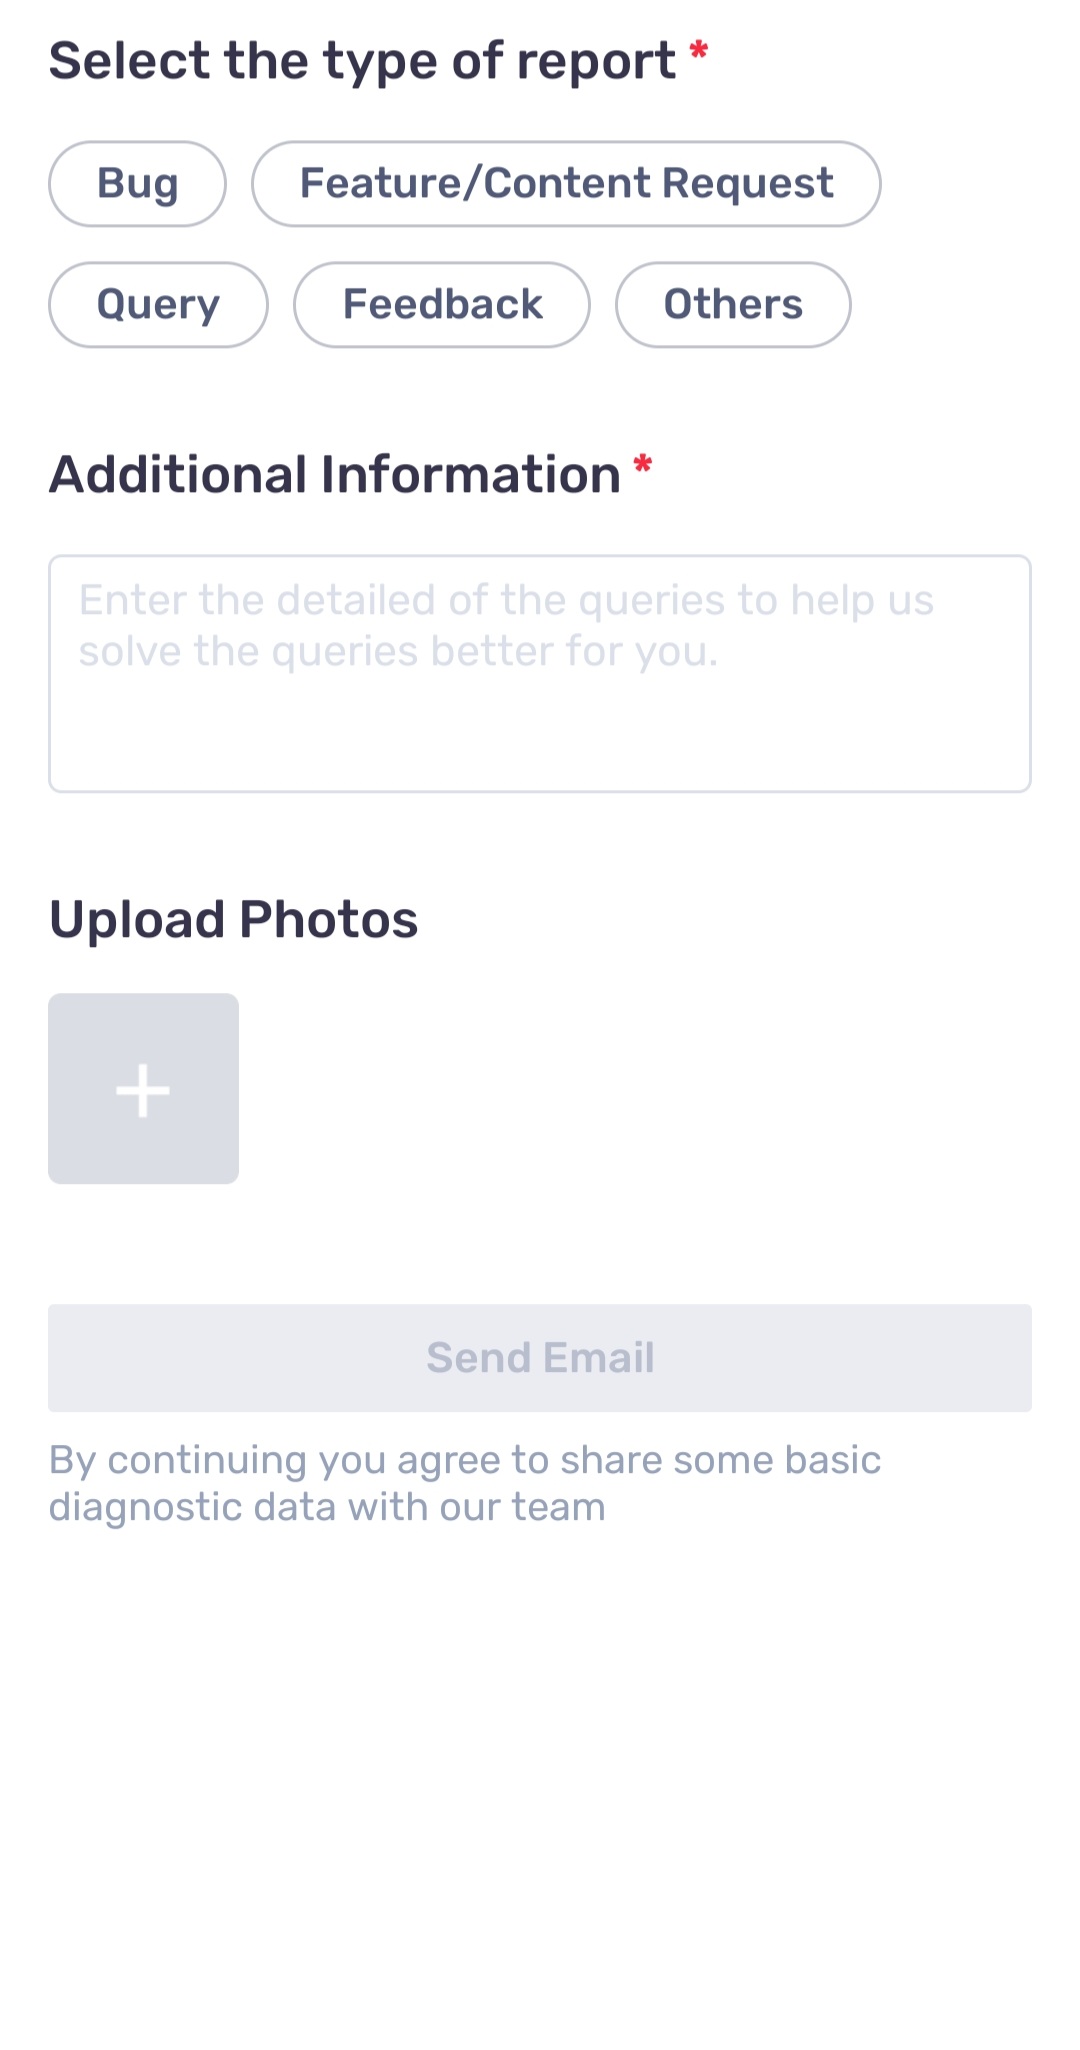 Select the type of report *
Bug
Feature/Content Request
Query
Feedback
Others
Additional Information *
Enter the detailed of the queries to help us
solve the queries better for you.
Upload Photos
+
Send Email
By continuing you agree to share some basic
diagnostic data with our team